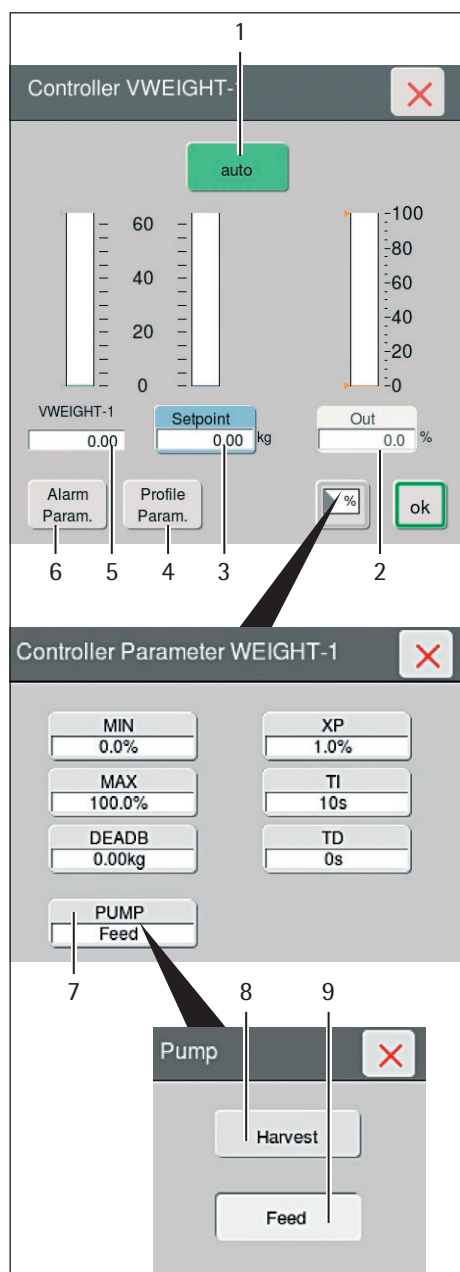 1
Controller VWEIGHT-1
auto
60
40
20
0
100
80
60
40
20
0
VWEIGHT-1
0.00
Setpoint
0.00 kg
Out
0.0 %
Alarm
Param.
Profile
Param.
%
ok
6 5 4 3 2
Controller Parameter WEIGHT-1
MIN
0.0%
XP
1.0%
MAX
100.0%
TI
10s
DEADB
0.00kg
TD
0s
PUMP
Feed
7 8 9
Pump
Harvest
Feed